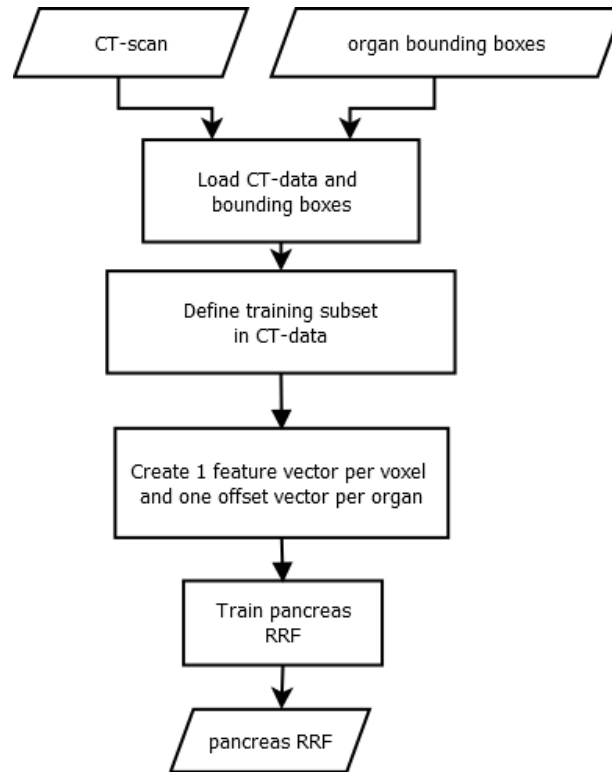 CT-scan
organ bounding boxes
Load CT-data and
bounding boxes
Define training subset
in CT-data
Create 1 feature vector per voxel
and one offset vector per organ
Train pancreas
RRF
pancreas RRF